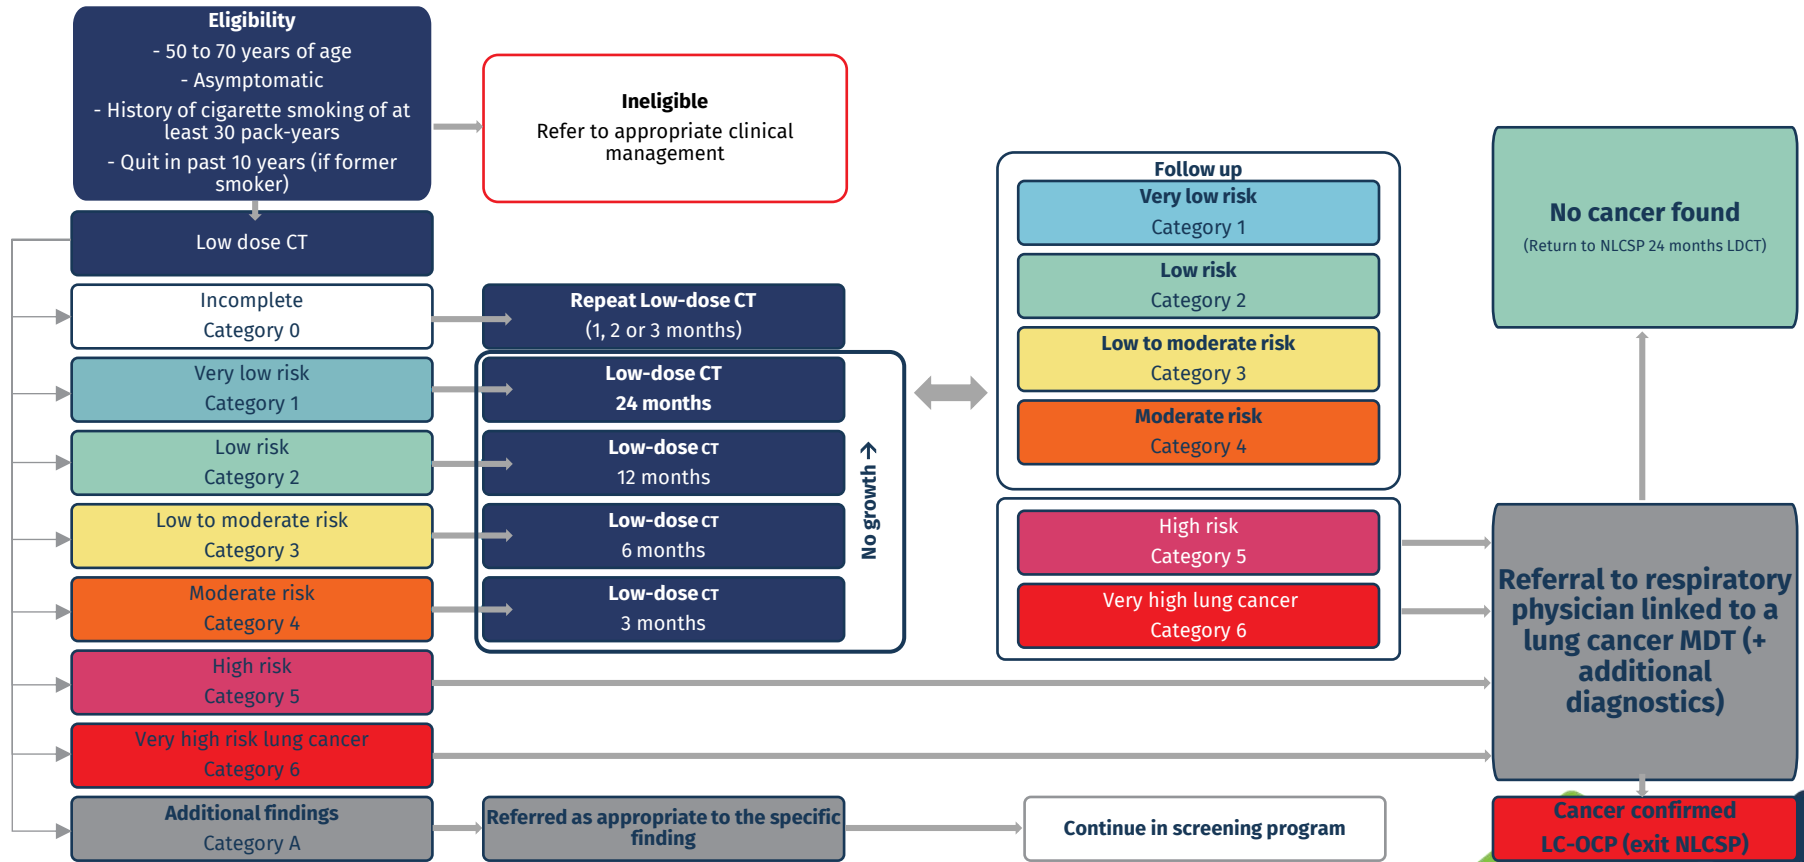 Eligibility
- 50 to 70 years of age
- Asymptomatic
- History of cigarette smoking of at
least 30 pack-years
- Quit in past 10 years (if former
smoker)
Ineligible
Refer to appropriate clinical
management
Low dose CT
Incomplete
Category 0
Repeat Low-dose CT
(1, 2 or 3 months)
Very low risk
Category 1
Low-dose CT
24 months
Low risk
Category 2
Low-dose CT
12 months
Low to moderate risk
Category 3
Low-dose CT
6 months
Moderate risk
Category 4
Low-dose CT
3 months
No growth →
High risk
Category 5
Very high risk lung cancer
Category 6
Additional findings
Category A
Referred as appropriate to the specific
finding
Continue in screening program
Follow up
Very low risk
Category 1
Low risk
Category 2
Low to moderate risk
Category 3
Moderate risk
Category 4
High risk
Category 5
Very high lung cancer
Category 6
No cancer found
(Return to NLCSP 24 months LDCT)
Referral to respiratory
physician linked to a
lung cancer MDT (+
additional
diagnostics)
Cancer confirmed
LC-OCP (exit NLCSP)